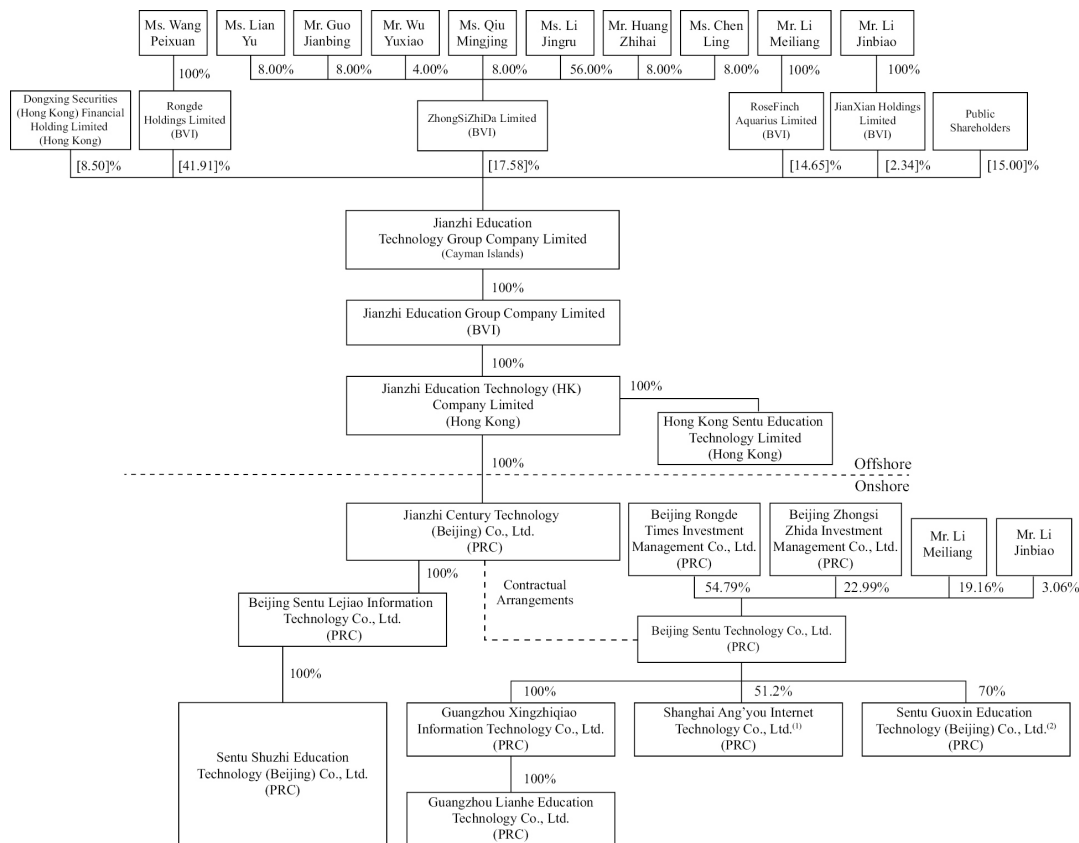 Ms. Wang
Peixuan
Ms. Lian
Yu
Mr. Guo
Jianbing
Mr. Wu
Yuxiao
Ms. Qiu
Mingjing
Ms. Li
Jingru
Mr. Huang
Zhihai
Ms. Chen
Ling
Mr. Li
Meiliang
Mr. Li
Jinbiao
100%
8.00%
8.00%
4.00%
8.00%
56.00%
8.00%
8.00%
100%
100%
Dongxing Securities
(Hong Kong) Financial
Holding Limited
(Hong Kong)
Rongde
Holdings Limited
(BVI)
ZhongSiZhiDa Limited
(BVI)
RoseFinch
Aquarius Limited
(BVI)
JianXian Holdings
Limited
(BVI)
Public
Shareholders
[8.50]%
[41.91]%
[17.58]%
[14.65]%
[2.34]%
[15.00]%
Jianzhi Education
Technology Group Company Limited
(Cayman Islands)
100%
Jianzhi Education Group Company Limited
(BVI)
100%
Jianzhi Education Technology (HK)
Company Limited
(Hong Kong)
100%
Hong Kong Sentu Education
Technology Limited
(Hong Kong)
100%
Offshore
Onshore
Jianzhi Century Technology
(Beijing) Co., Ltd.
(PRC)
Beijing Rongde
Times Investment
Management Co., Ltd.
(PRC)
Beijing Zhongsi
Zhida Investment
Management Co., Ltd.
(PRC)
Mr. Li
Meiliang
Mr. Li
Jinbiao
100%
Contractual
Arrangements
54.79%
22.99%
19.16%
3.06%
Beijing Sentu Lejiao Information
Technology Co., Ltd.
(PRC)
Beijing Sentu Technology Co., Ltd.
(PRC)
100%
100%
51.2%
70%
Sentu Shuzhi Education
Technology (Beijing) Co., Ltd.
(PRC)
Guangzhou Xingzhiqiao
Information Technology Co., Ltd.
(PRC)
Shanghai Ang’you Internet
Technology Co., Ltd.(1)
(PRC)
Sentu Guoxin Education
Technology (Beijing) Co., Ltd.(2)
(PRC)
100%
Guangzhou Lianhe Education
Technology Co., Ltd.
(PRC)